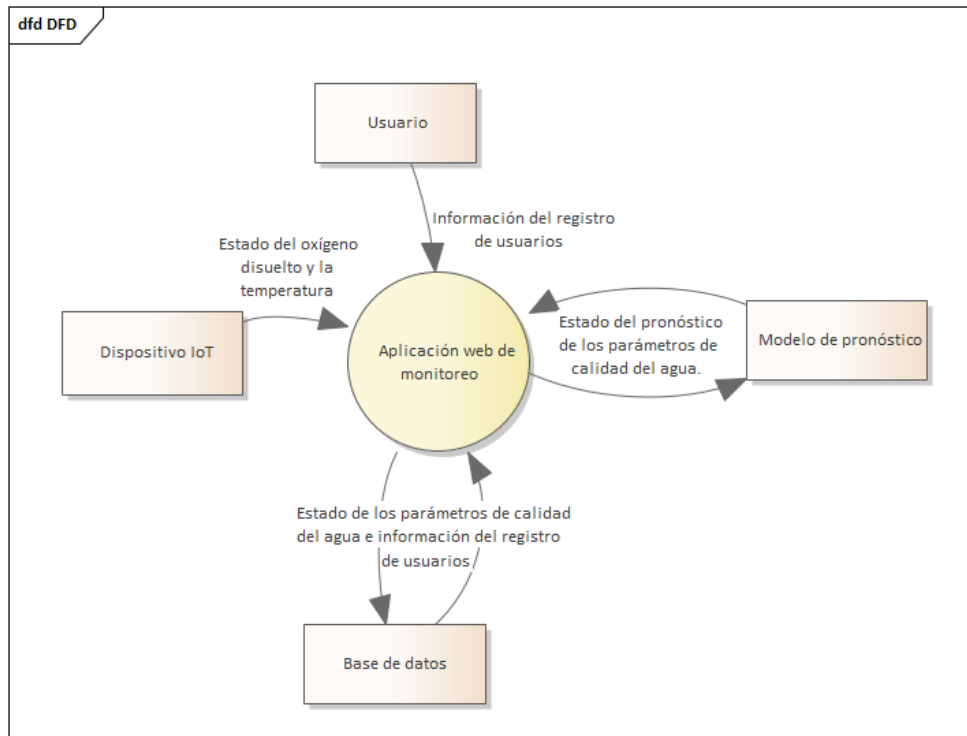 dfd DFD
Usuario
Información del registro
de usuarios
Estado del oxígeno
disuelto y la
temperatura
Dispositivo IoT
Aplicación web de
monitoreo
Estado del pronóstico
de los parámetros de
calidad del agua.
Modelo de pronóstico
Estado de los parámetros de calidad
del agua e información del registro
de usuarios
Base de datos